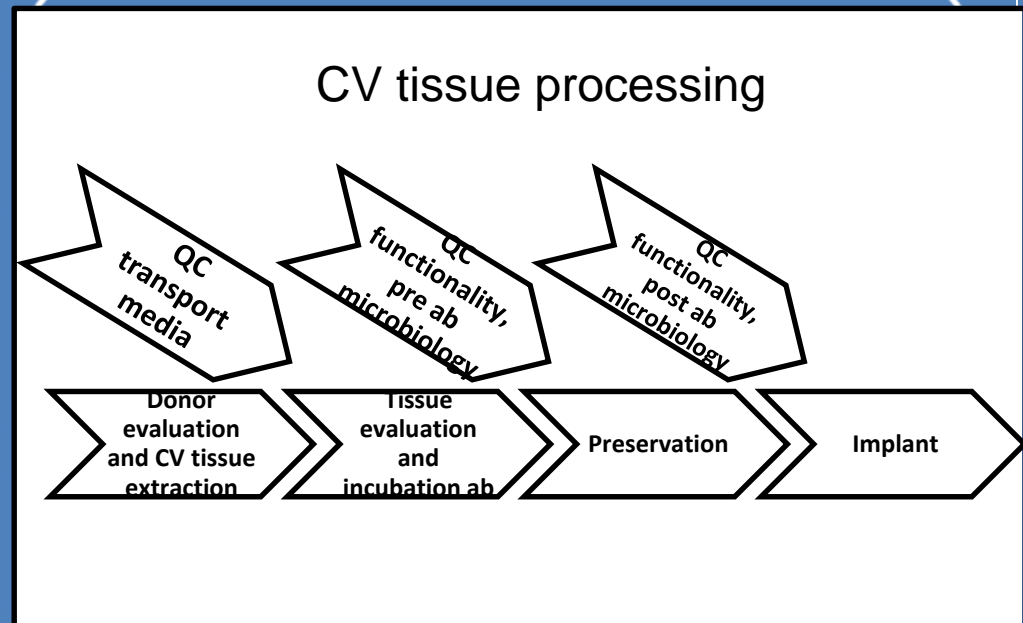 CV tissue processing
QC
transport
media
QC
functionality,
pre ab
microbiology
QC
functionality,
post ab
microbiology
Donor
evaluation
and CV tissue
extraction
Tissue
evaluation
and
incubation ab
Preservation
Implant